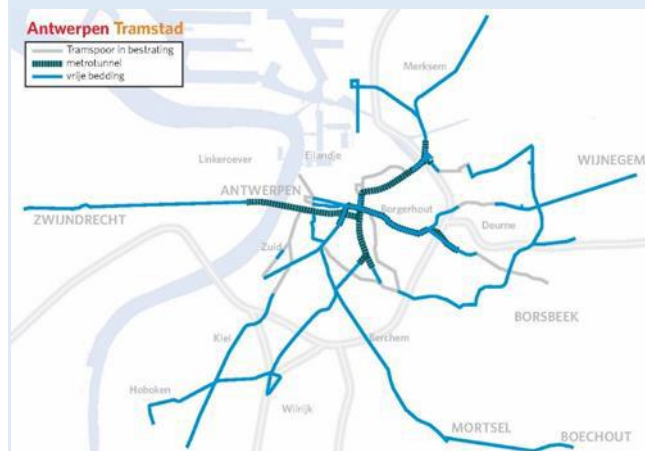 Antwerpen Tramstad
Tramspoor in bestrating
metrotunnel
vrije bedding
Merksem
Linkeroever
Eilandje
WIJNEGEM
ANTWERPEN
Borgerhout
ZWIJNDRECHT
Deurne
Zuid
BORSBEEK
Kiel
Berchem
Hoboken
Wilrijk
MORTSEL
BOECHOUT